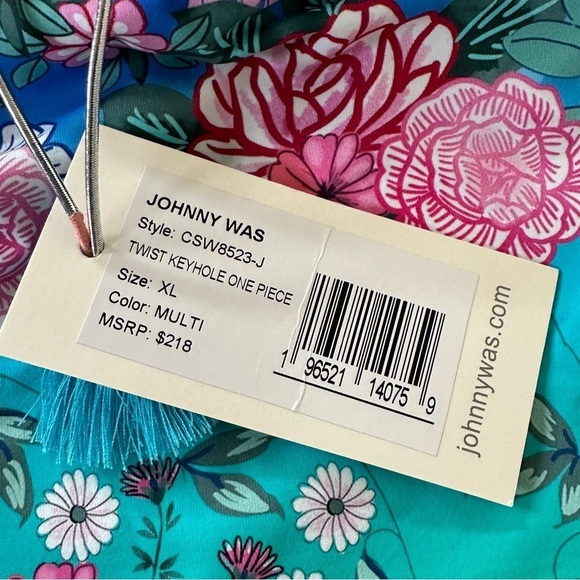 JOHNNY WAS
Style: CSW8523-J
TWIST KEYHOLE ONE PIECE
Size: XL
Color: MULTI
MSRP: $218
1 96521 14075 9
johnnywas.com